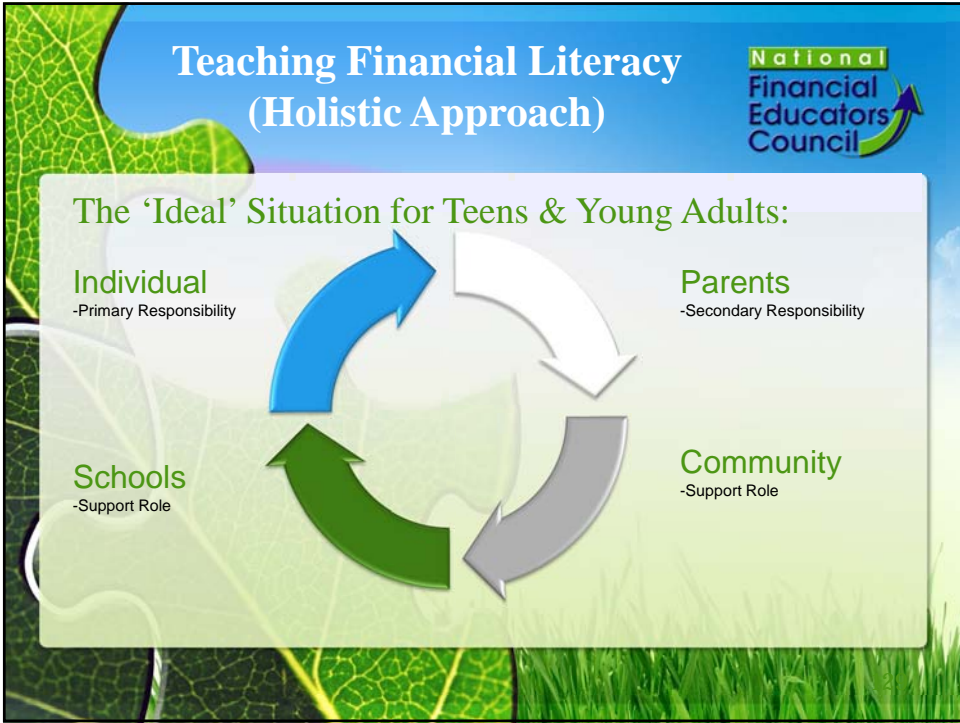 Teaching Financial Literacy
(Holistic Approach)
National
Financial
Educators
Council
The ‘Ideal’ Situation for Teens & Young Adults:
Individual
-Primary Responsibility
Parents
-Secondary Responsibility
Schools
-Support Role
Community
-Support Role